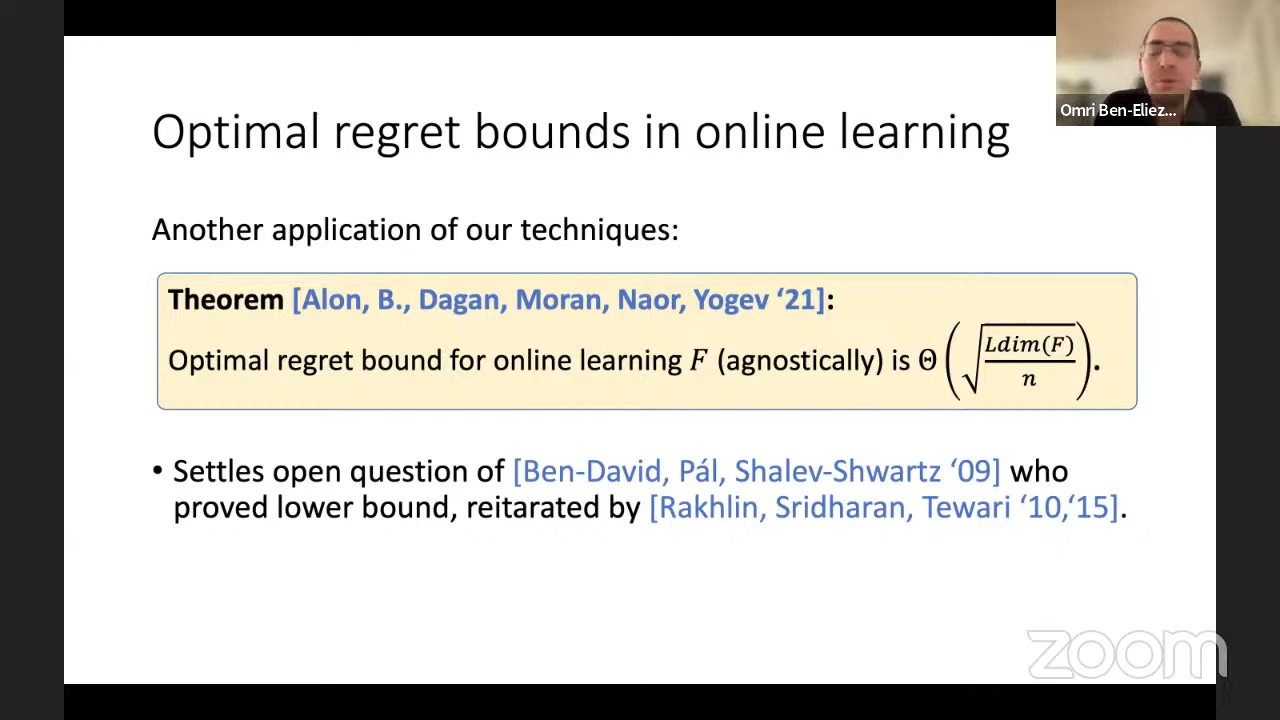 Omri Ben-Eliez...
Optimal regret bounds in online learning
Another application of our techniques:
Theorem [Alon, B., Dagan, Moran, Naor, Yogev ‘21]:
Optimal regret bound for online learning F (agnostically) is Θ(√(Ldim(F)/n)).
• Settles open question of [Ben-David, Pál, Shalev-Shwartz ‘09] who
proved lower bound, reitarated by [Rakhlin, Sridharan, Tewari ‘10,‘15].
zoom